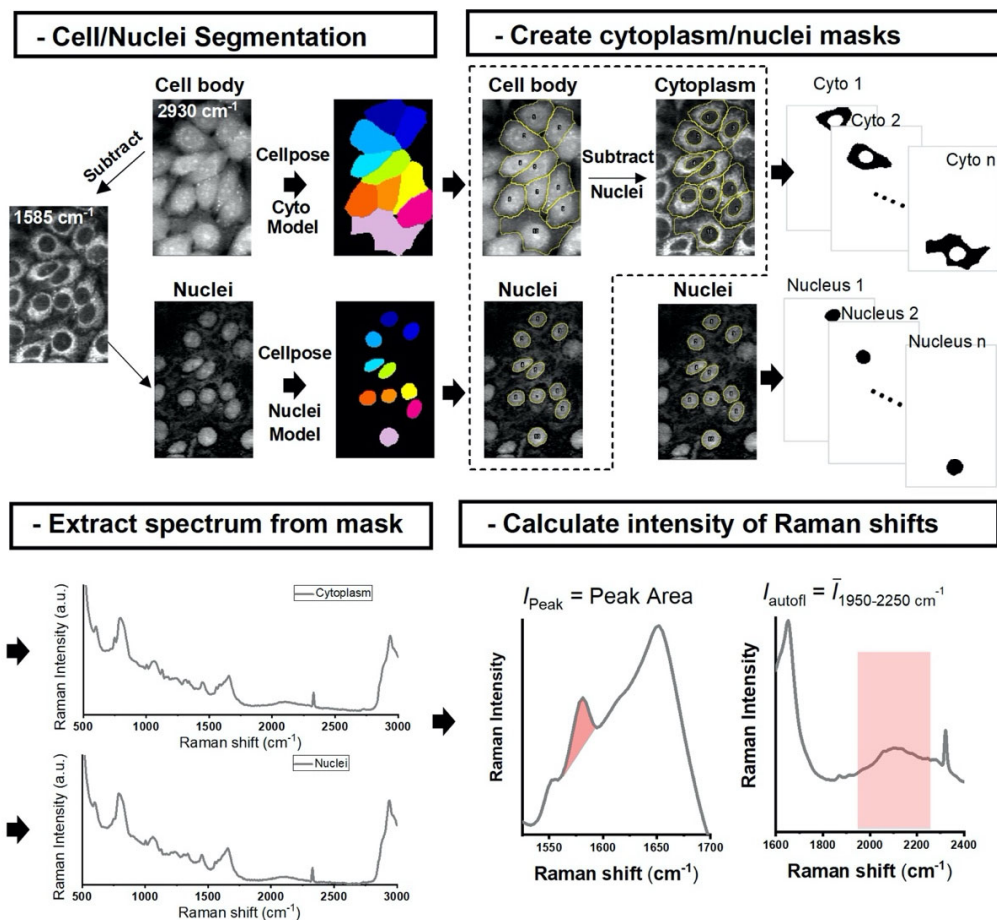 - Cell/Nuclei Segmentation
- Create cytoplasm/nuclei masks
Cell body
2930 cm-1
Subtract
1585 cm-1
Cellpose
Cyto
Model
Nuclei
Cellpose
Nuclei
Model
Cell body
Cytoplasm
Subtract
Nuclei
Nuclei
Nuclei
Cyto 1
Cyto 2
Cyto n
Nucleus 1
Nucleus 2
Nucleus n
- Extract spectrum from mask
- Calculate intensity of Raman shifts
Raman Intensity (a.u.)
Cytoplasm
500 1000 1500 2000 2500 3000
Raman shift (cm-1)
Raman Intensity (a.u.)
Nuclei
500 1000 1500 2000 2500 3000
Raman shift (cm-1)
IPeak = Peak Area
Raman Intensity
1550 1600 1650 1700
Raman shift (cm-1)
Iautofl = Ī1950-2250 cm-1
Raman Intensity
1600 1800 2000 2200 2400
Raman shift (cm-1)